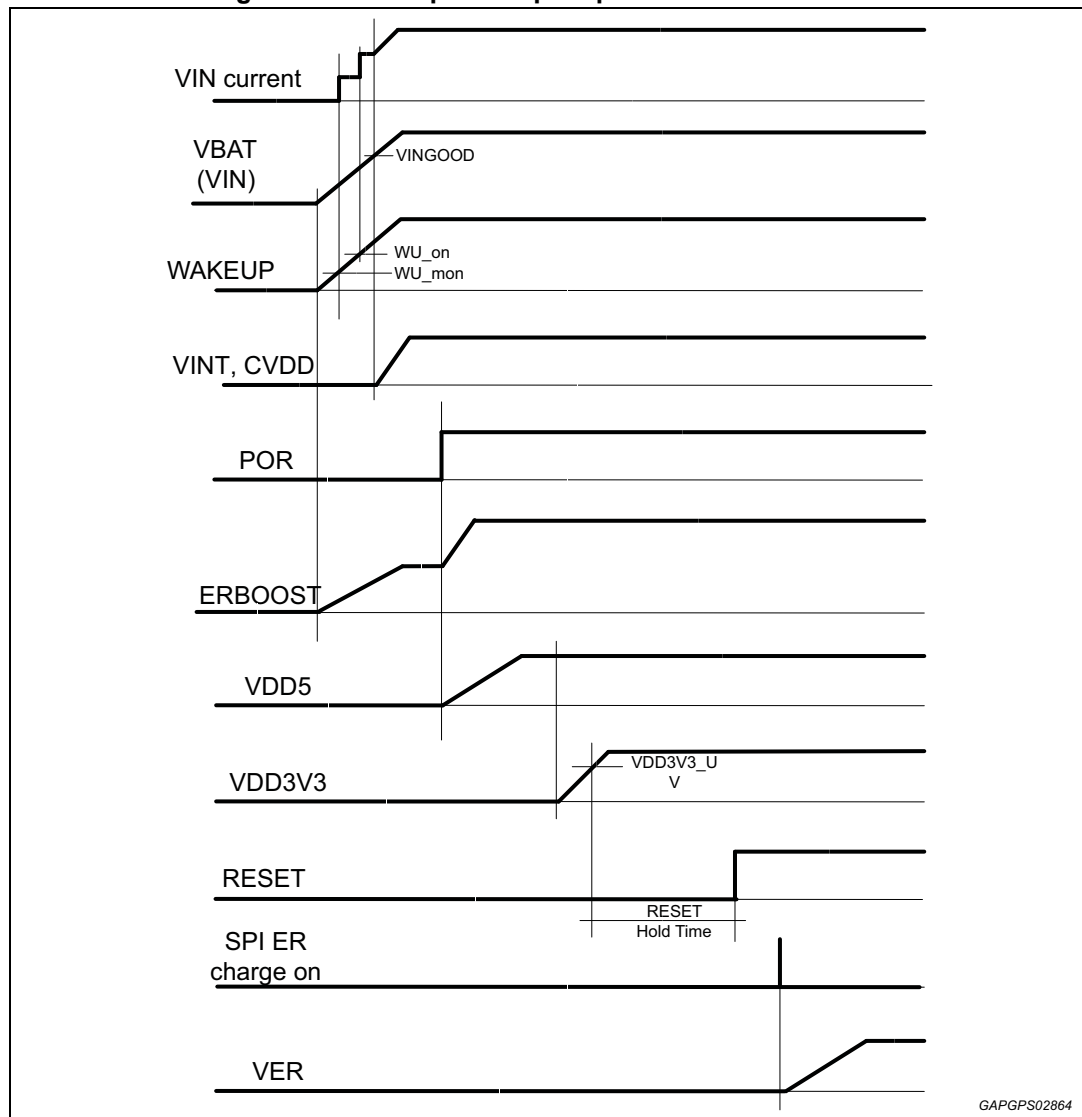 VIN current
VBAT
(VIN)
VINGOOD
WAKEUP
WU_on
WU_mon
VINT, CVDD
POR
ERBOOST
VDD5
VDD3V3
VDD3V3_U
V
RESET
RESET
Hold Time
SPI ER
charge on
VER
GAPGPS02864